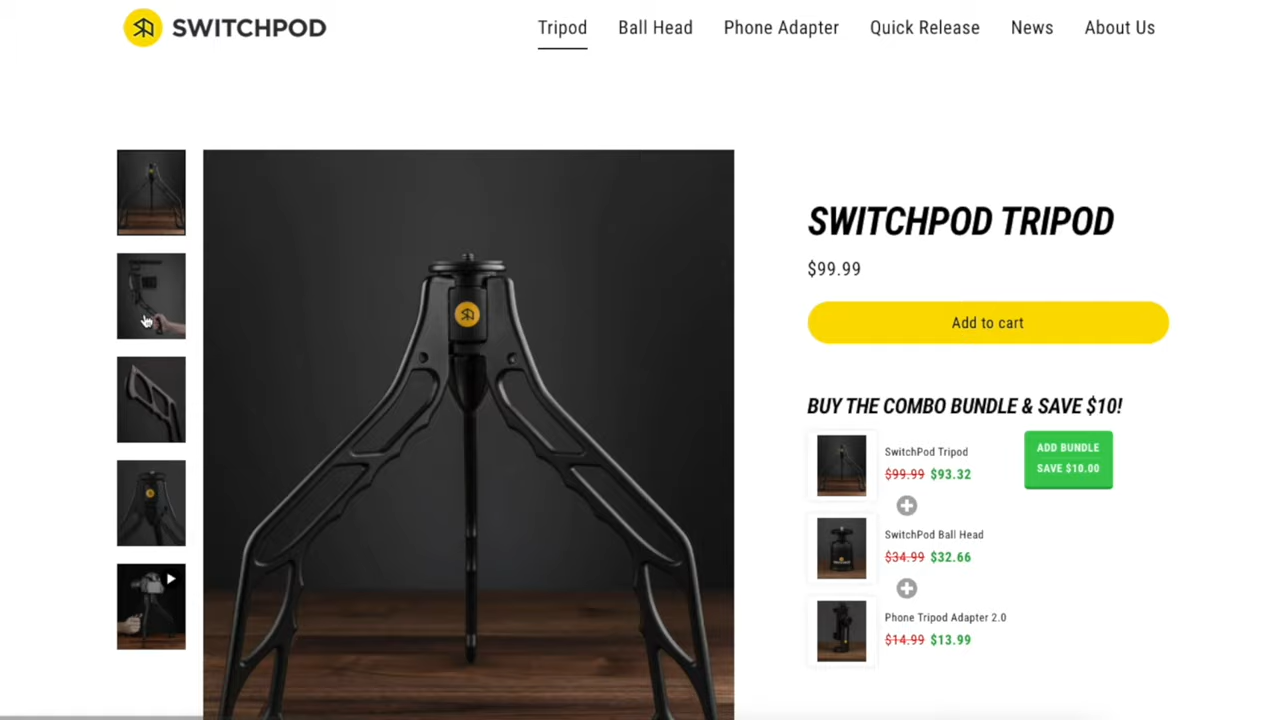 SWITCHPOD
Tripod
Ball Head
Phone Adapter
Quick Release
News
About Us
SWITCHPOD TRIPOD
$99.99
Add to cart
BUY THE COMBO BUNDLE & SAVE $10!
SwitchPod Tripod
$99.99 $93.32
ADD BUNDLE
SAVE $10.00
SwitchPod Ball Head
$34.99 $32.66
Phone Tripod Adapter 2.0
$14.99 $13.99